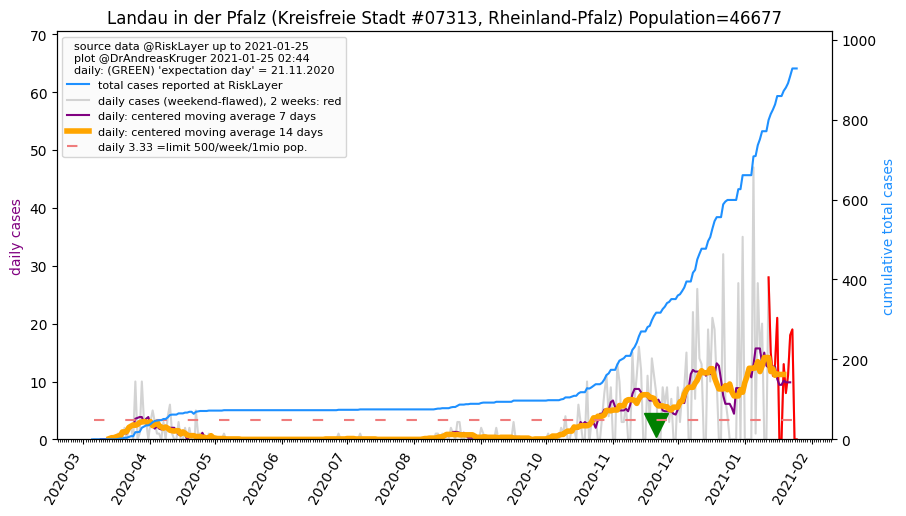 Landau in der Pfalz (Kreisfreie Stadt #07313, Rheinland-Pfalz) Population=46677
source data @RiskLayer up to 2021-01-25
plot @DrAndreasKruger 2021-01-25 02:44
daily: (GREEN) 'expectation day' = 21.11.2020
total cases reported at RiskLayer
daily cases (weekend-flawed), 2 weeks: red
daily: centered moving average 7 days
daily: centered moving average 14 days
daily 3.33 =limit 500/week/1mio pop.
daily cases
70
60
50
40
30
20
10
0
cumulative total cases
1000
800
600
400
200
0
2020-03
2020-04
2020-05
2020-06
2020-07
2020-08
2020-09
2020-10
2020-11
2020-12
2021-01
2021-02